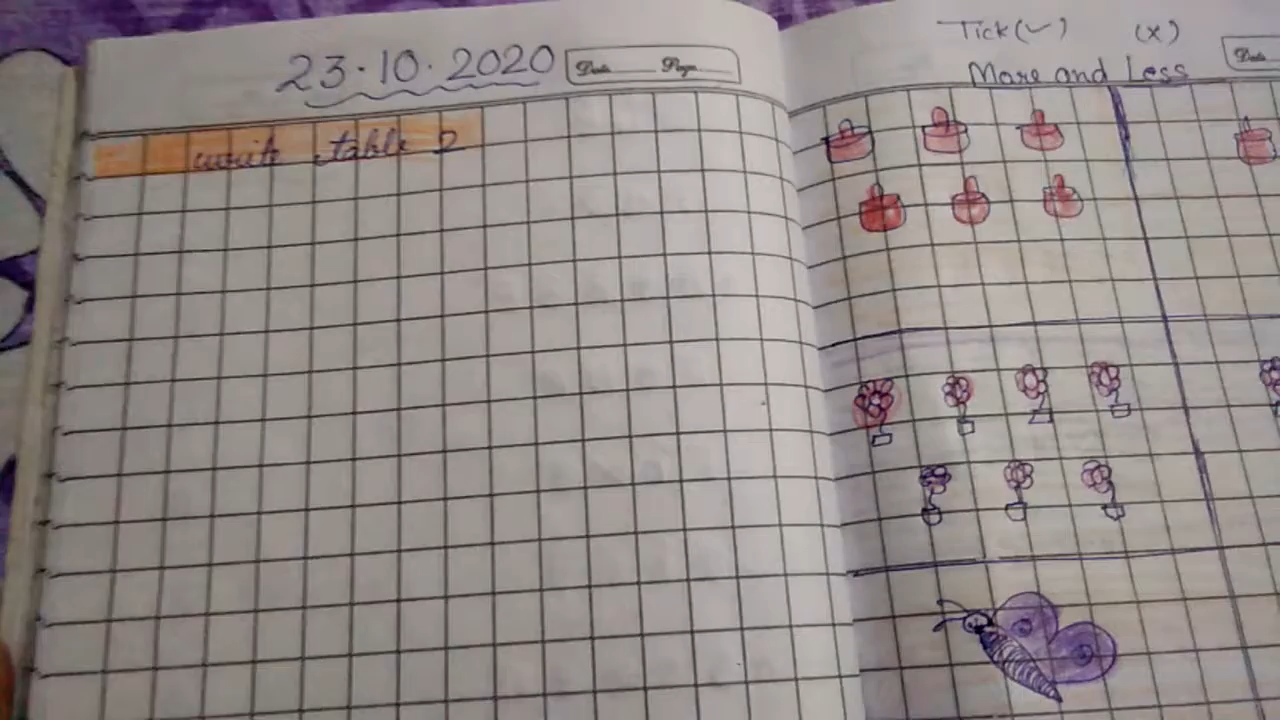 23.10.2020
Date Page
write table 2
Tick(✓) (x)
More and Less
Date